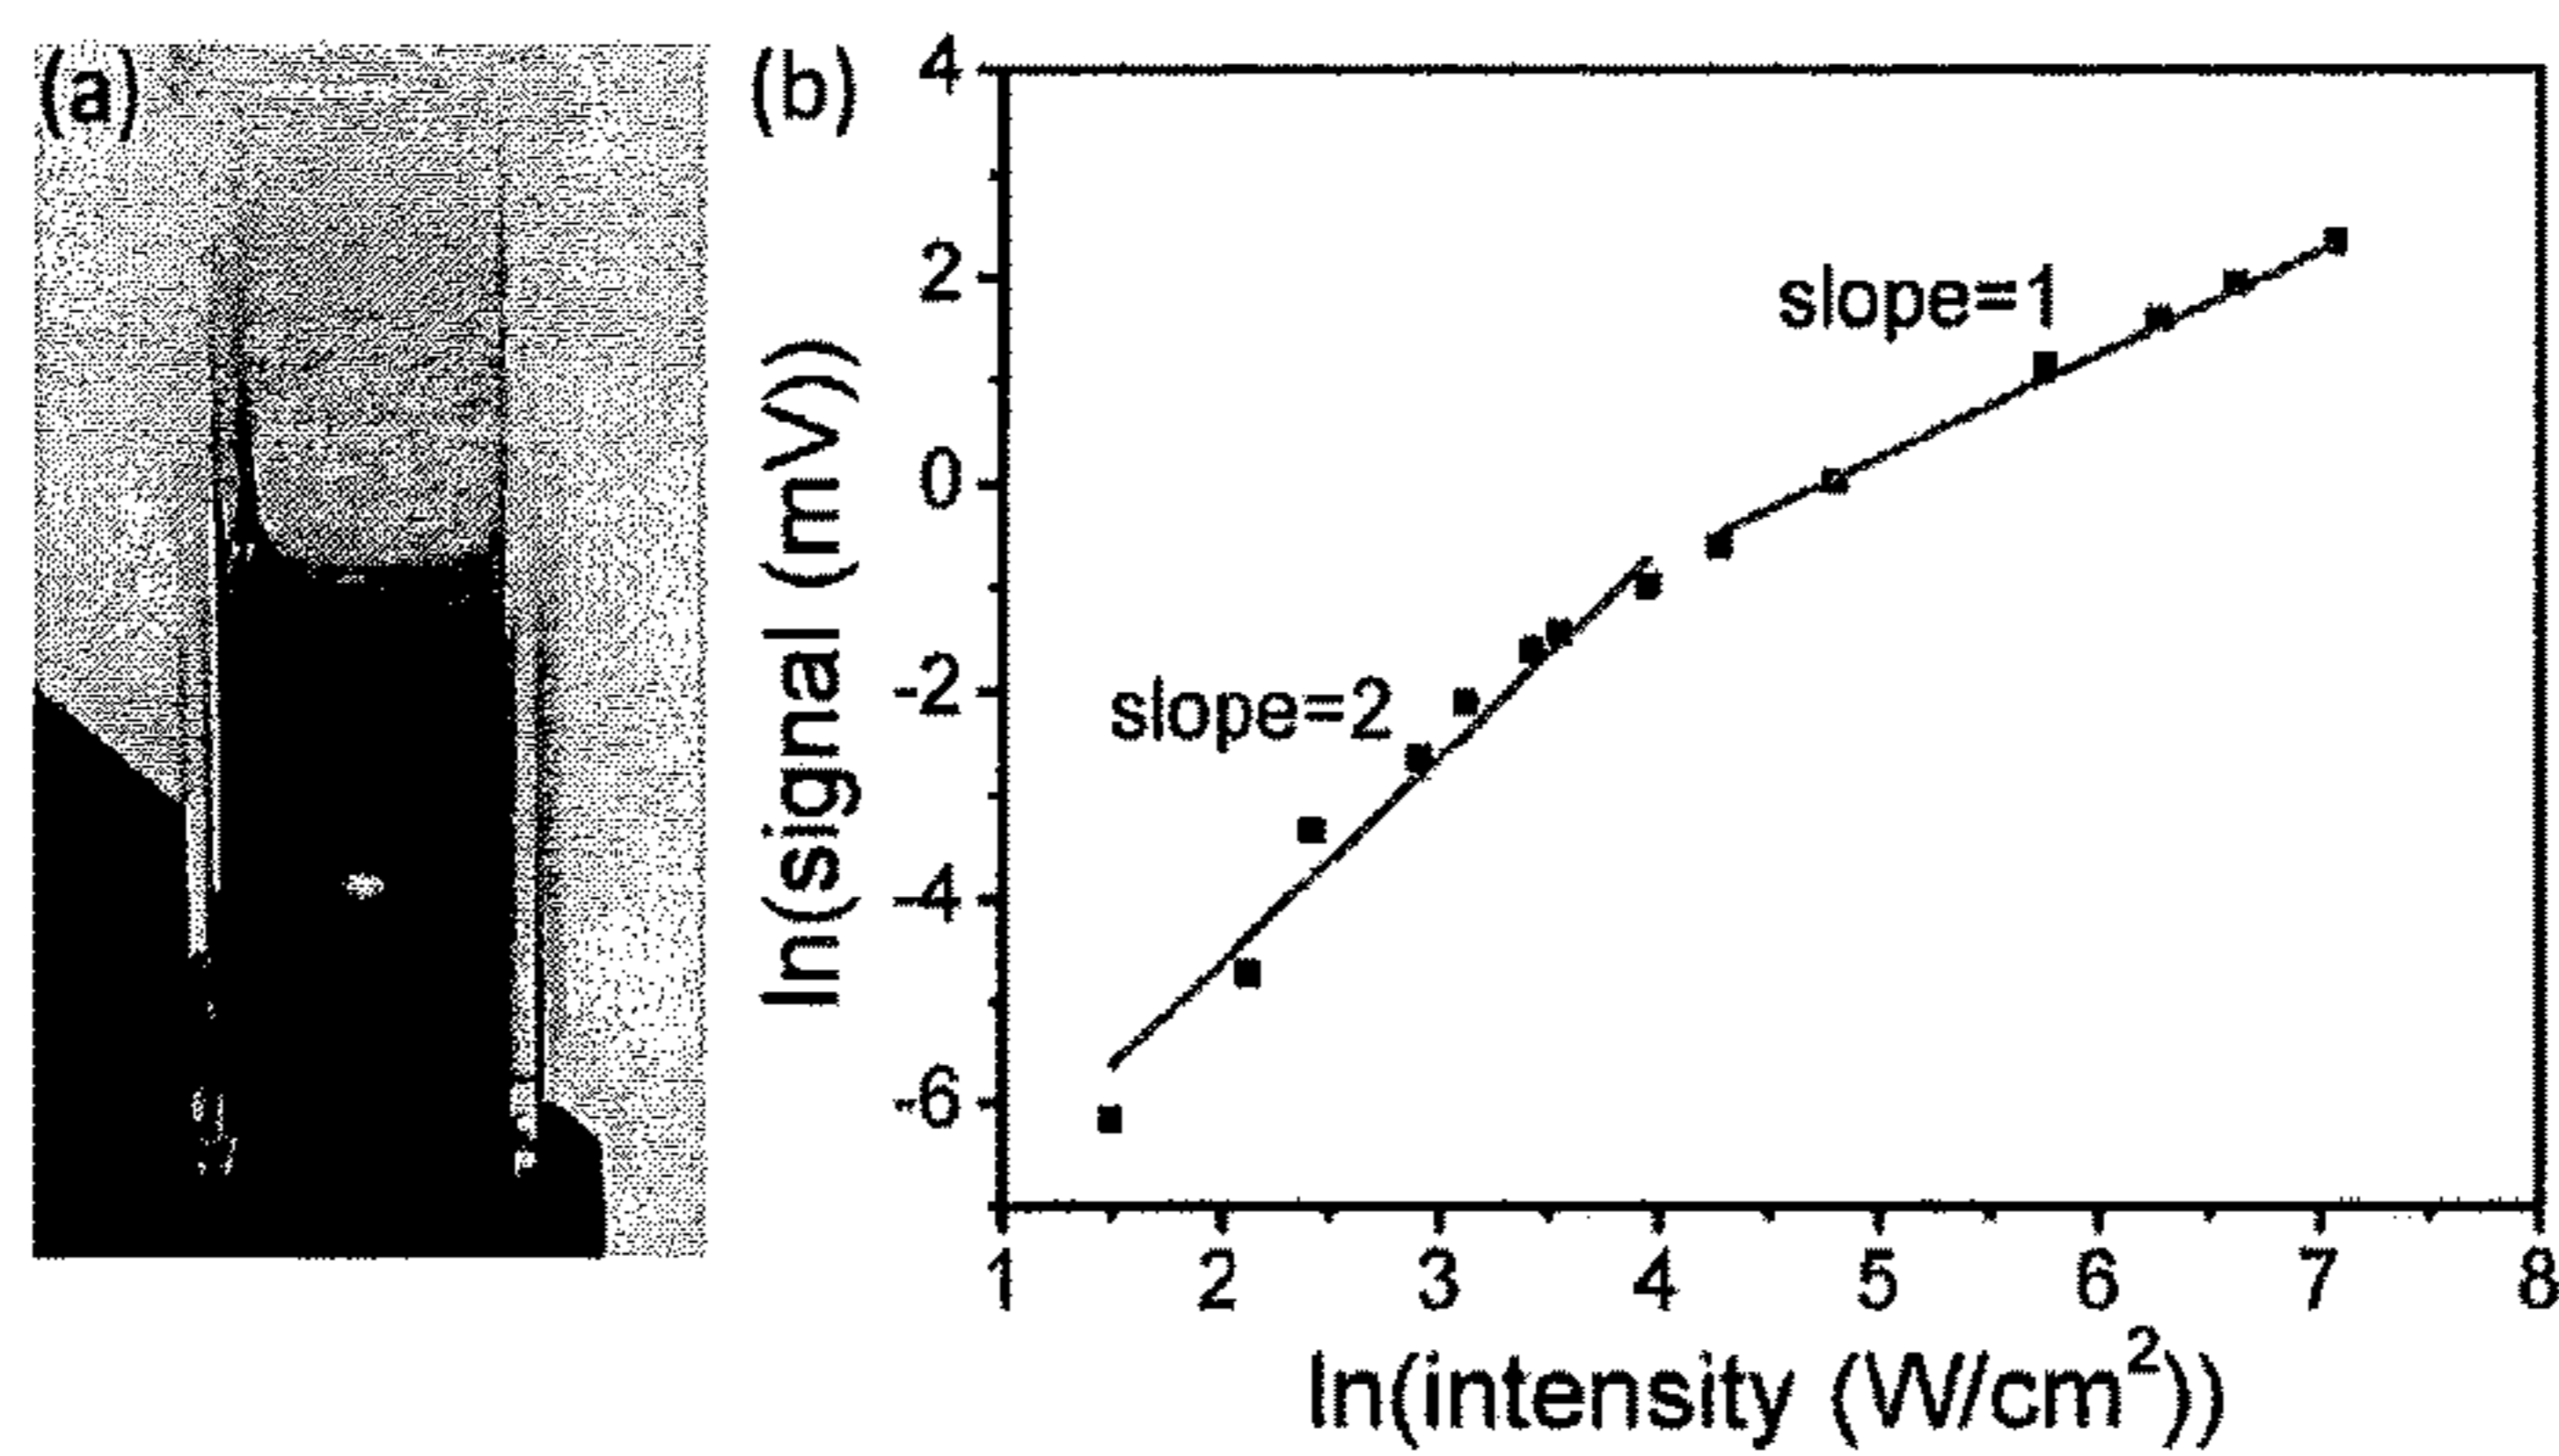 (a)
(b)
4
2
0
-2
-4
-6
ln(signal (mV))
slope=1
slope=2
1 2 3 4 5 6 7 8
ln(intensity (W/cm²))